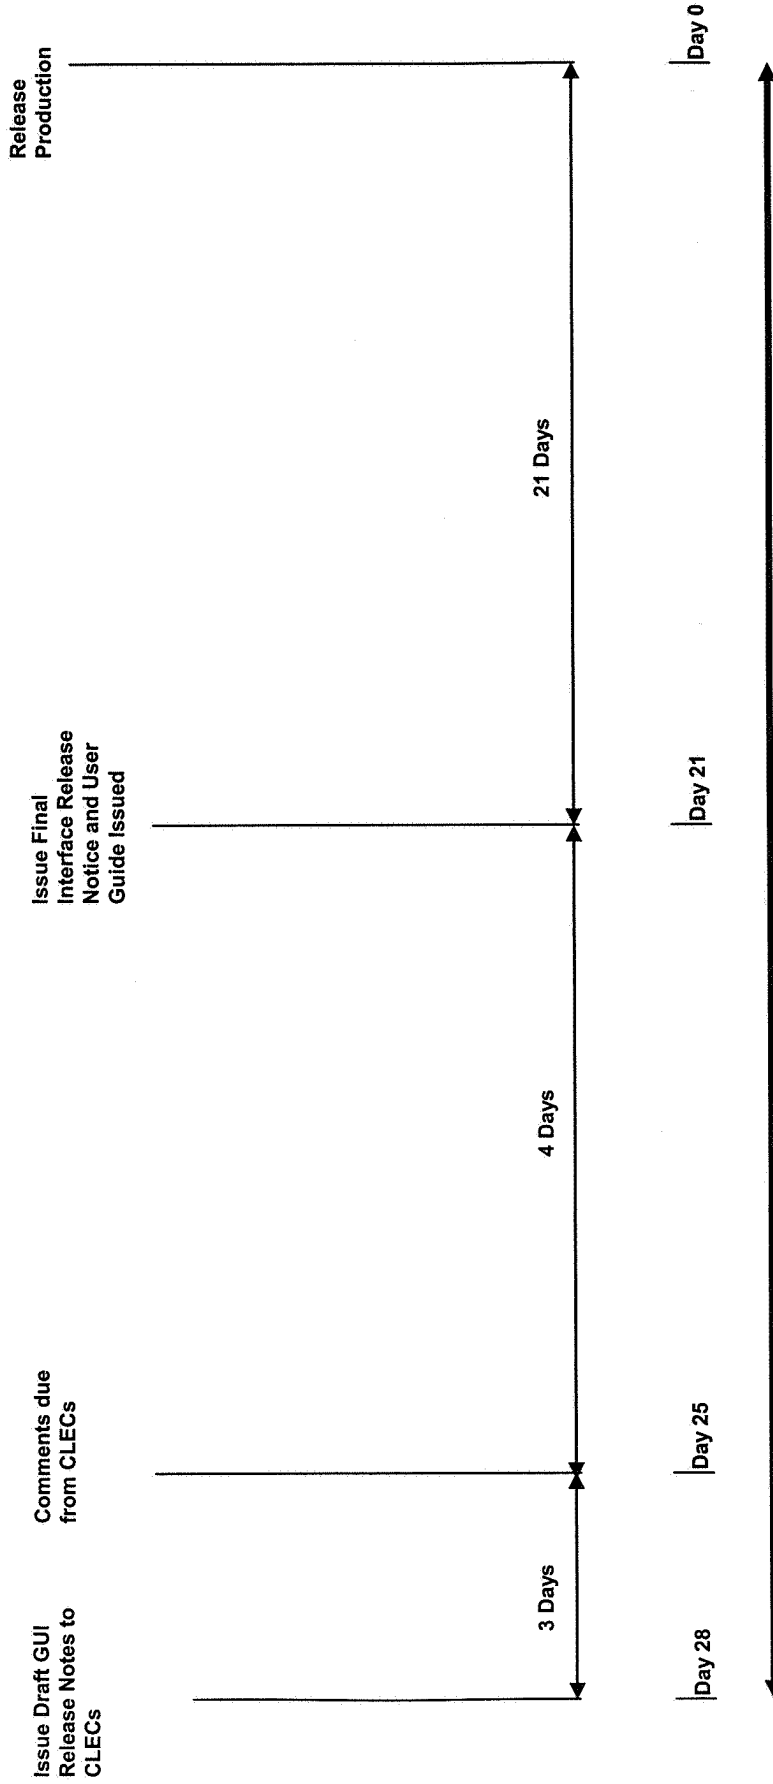 Issue Draft GUI
Release Notes to
CLECs
Comments due
from CLECs
Issue Final
Interface Release
Notice and User
Guide Issued
Release
Production
3 Days
4 Days
21 Days
Day 28
Day 25
Day 21
Day 0